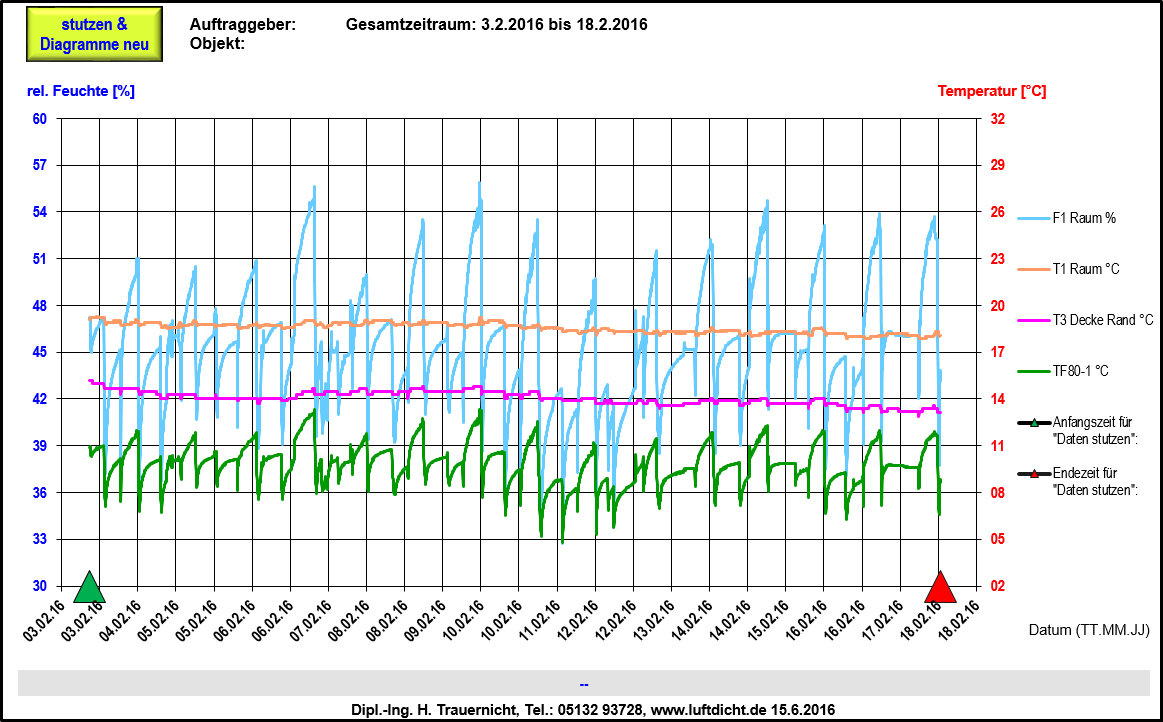 stutzen &
Diagramme neu
Auftraggeber:
Gesamtzeitraum: 3.2.2016 bis 18.2.2016
Objekt:
rel. Feuchte [%]
Temperatur [°C]
60
57
54
51
48
45
42
39
36
33
30
32
29
26
23
20
17
14
11
08
05
02
F1 Raum %
T1 Raum °C
T3 Decke Rand °C
TF80-1 °C
Anfangszeit für
"Daten stutzen":
Endezeit für
"Daten stutzen":
03.02.16
03.02.16
04.02.16
05.02.16
05.02.16
06.02.16
06.02.16
07.02.16
08.02.16
08.02.16
09.02.16
10.02.16
10.02.16
11.02.16
12.02.16
12.02.16
13.02.16
14.02.16
14.02.16
15.02.16
16.02.16
16.02.16
17.02.16
18.02.16
18.02.16
Datum (TT.MM.JJ)
--
Dipl.-Ing. H. Trauernicht, Tel.: 05132 93728, www.luftdicht.de 15.6.2016